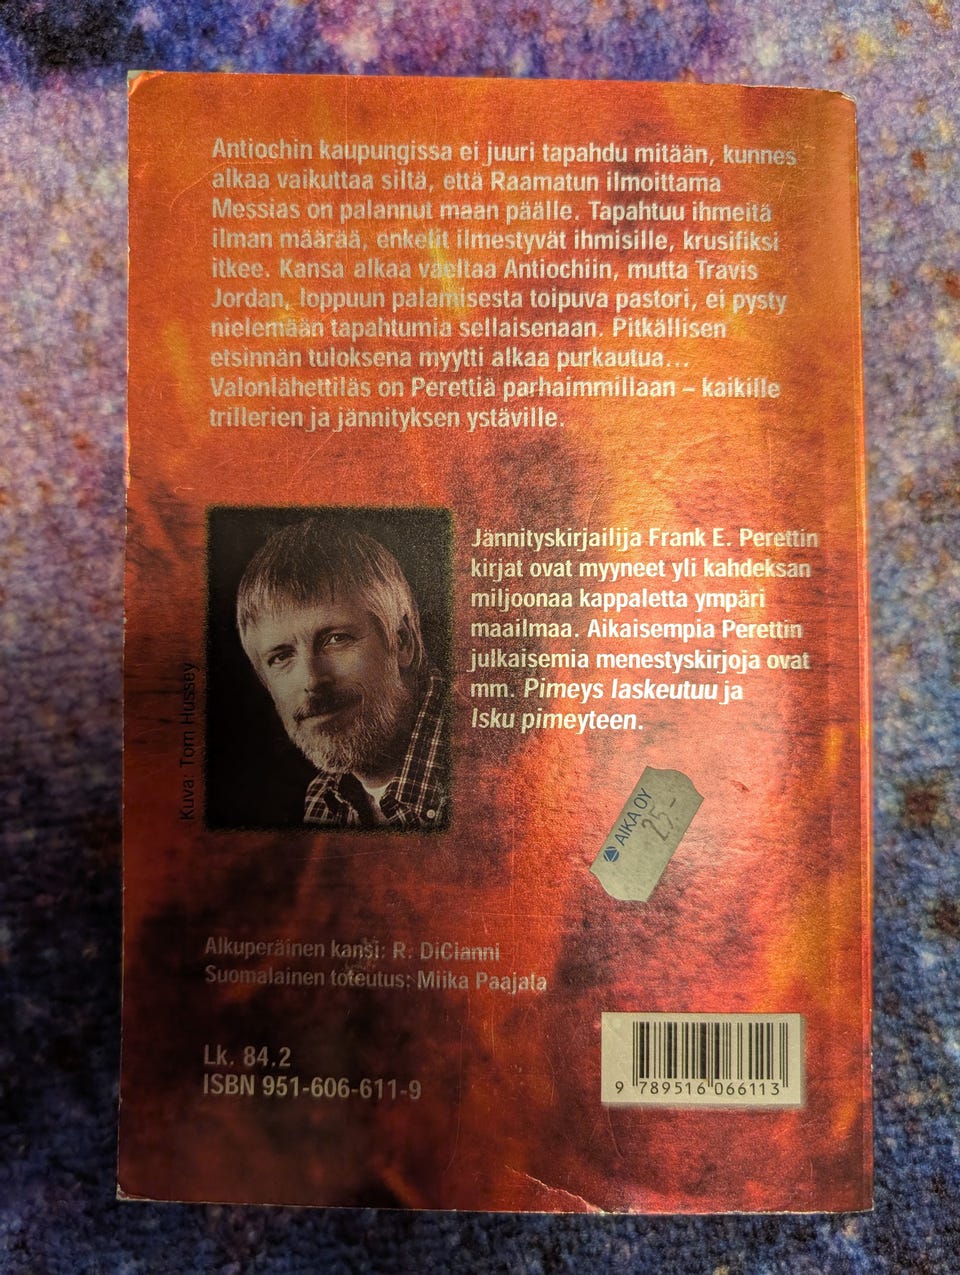 Antiochin kaupungissa ei juuri tapahdu mitään, kunnes
alkaa vaikuttaa siltä, että Raamatun ilmoittama
Messias on palannut maan päälle. Tapahtuu ihmeitä
ilman määrää, enkelit ilmestyvät ihmisille, krusifiksi
itkee. Kansa alkaa vaeltaa Antiochiin, mutta Travis
Jordan, loppuun palamisesta toipuva pastori, ei pysty
nielemään tapahtumia sellaisenaan. Pitkällisen
etsinnän tuloksena myytti alkaa purkautua...
Valonlähettiläs on Perettiä parhaimmillaan – kaikille
trillerien ja jännityksen ystäville.
Jännityskirjailija Frank E. Perettin
kirjat ovat myyneet yli kahdeksan
miljoonaa kappaletta ympäri
maailmaa. Aikaisempia Perettin
julkaisemia menestyskirjoja ovat
mm. Pimeys laskeutuu ja
Isku pimeyteen.
Kuva: Tom Hussey
AIKA OY
25,-
Alkuperäinen kansi: R. DiCianni
Suomalainen toteutus: Miika Paajala
Lk. 84.2
ISBN 951-606-611-9
9 789516 066113